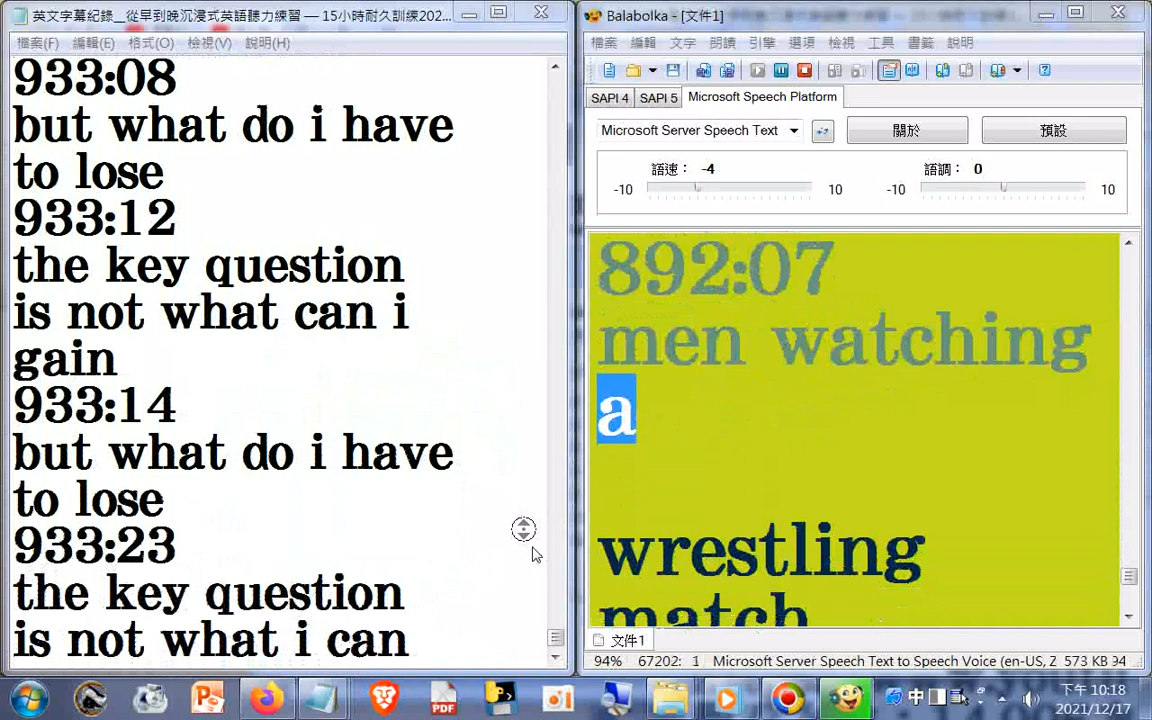 英文字幕紀錄__從早到晚沉浸式英語聽力練習 — 15小時耐久訓練202...
檔案(F) 編輯(E) 格式(O) 檢視(V) 說明(H)
933:08
but what do i have
to lose
933:12
the key question
is not what can i
gain
933:14
but what do i have
to lose
933:23
the key question
is not what i can
Balabolka - [文件1]
檔案 編輯 文字 朗讀 引擎 選項 檢視 工具 書籤 說明
SAPI 4 SAPI 5 Microsoft Speech Platform
Microsoft Server Speech Text 關於 預設
語速： -4 語調： 0
-10 10 -10 10
892:07
men watching
a
wrestling
match
文件1
94% 67202: 1 Microsoft Server Speech Text to Speech Voice (en-US, Z 573 KB 94
PDF
中
下午 10:18
2021/12/17